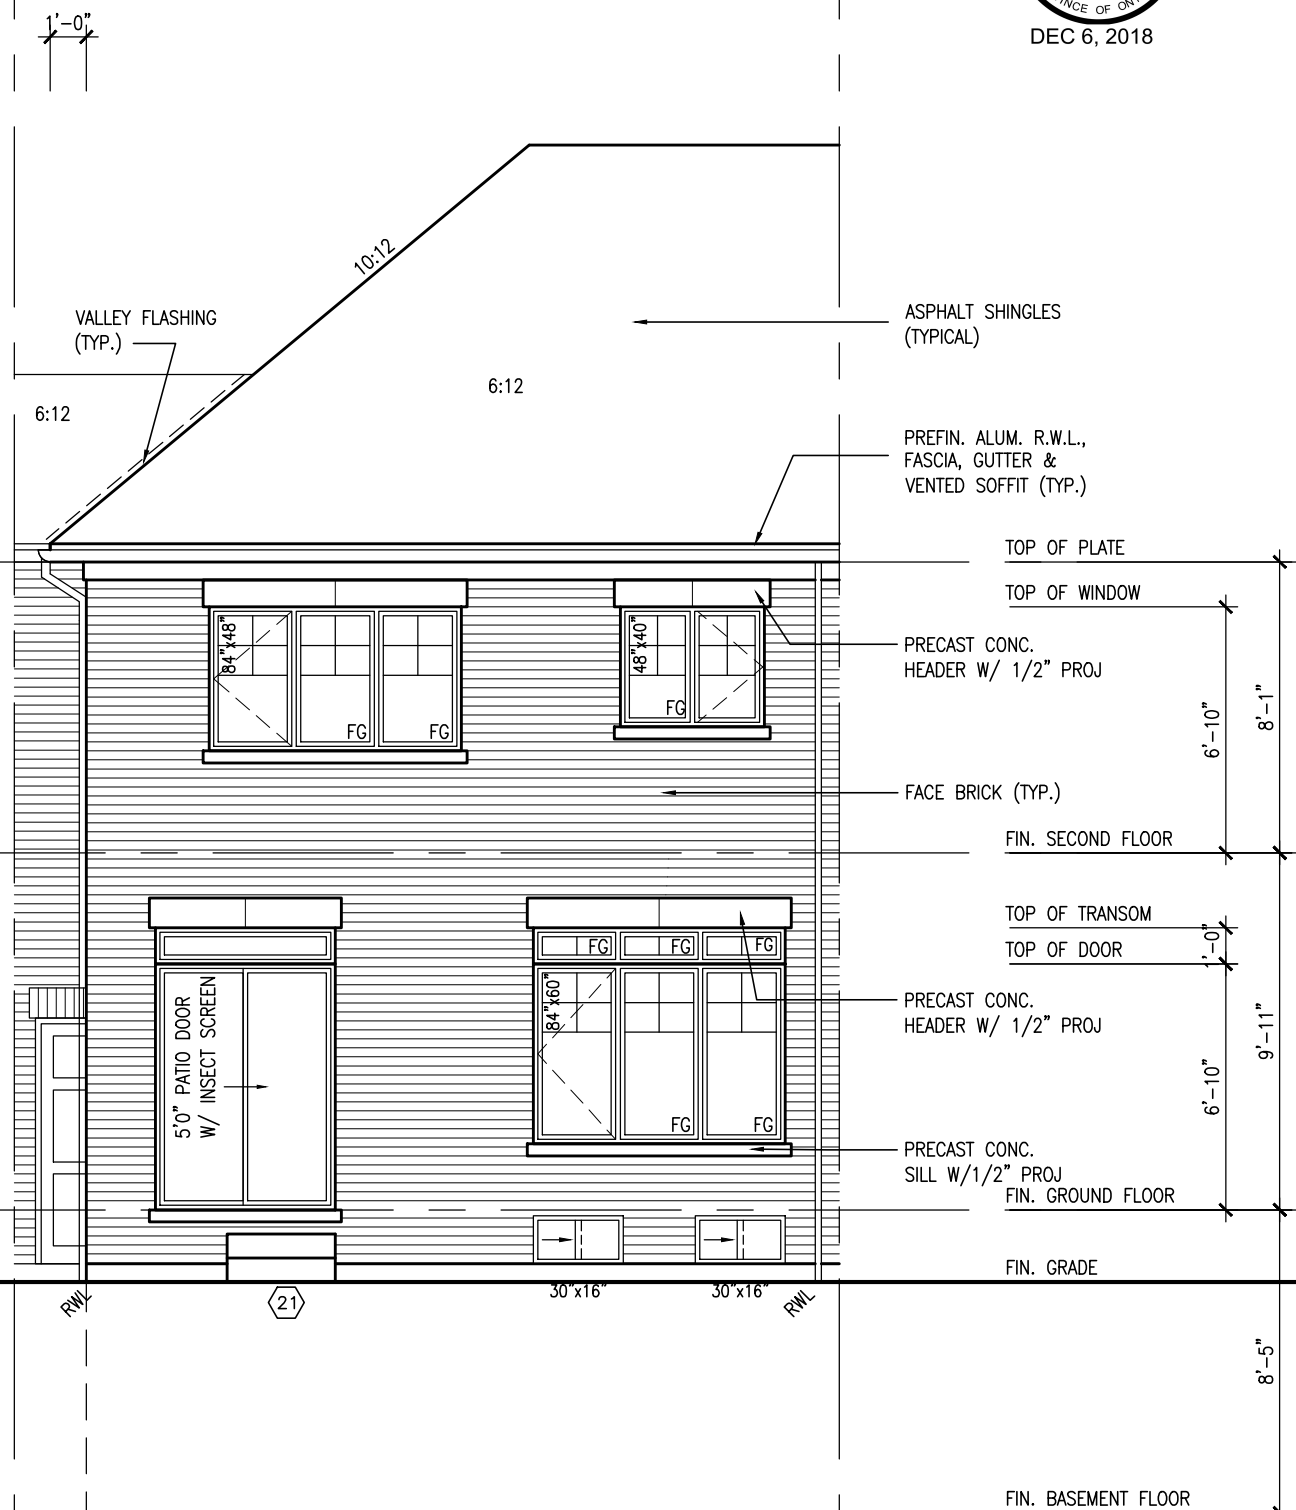 1'-0"
INCE OF ON
DEC 6, 2018
10:12
VALLEY FLASHING
(TYP.)
ASPHALT SHINGLES
(TYPICAL)
6:12
6:12
PREFIN. ALUM. R.W.L.,
FASCIA, GUTTER &
VENTED SOFFIT (TYP.)
TOP OF PLATE
TOP OF WINDOW
84"x48"
FG
FG
48"x40"
FG
PRECAST CONC.
HEADER W/ 1/2" PROJ
6'-10"
8'-1"
FACE BRICK (TYP.)
FIN. SECOND FLOOR
TOP OF TRANSOM
TOP OF DOOR
1'-0"
FG
FG
FG
84"x60"
FG
FG
5'0" PATIO DOOR
W/ INSECT SCREEN
PRECAST CONC.
HEADER W/ 1/2" PROJ
6'-10"
9'-11"
PRECAST CONC.
SILL W/1/2" PROJ
FIN. GROUND FLOOR
FIN. GRADE
RWL
21
30"x16"
30"x16"
RWL
8'-5"
FIN. BASEMENT FLOOR